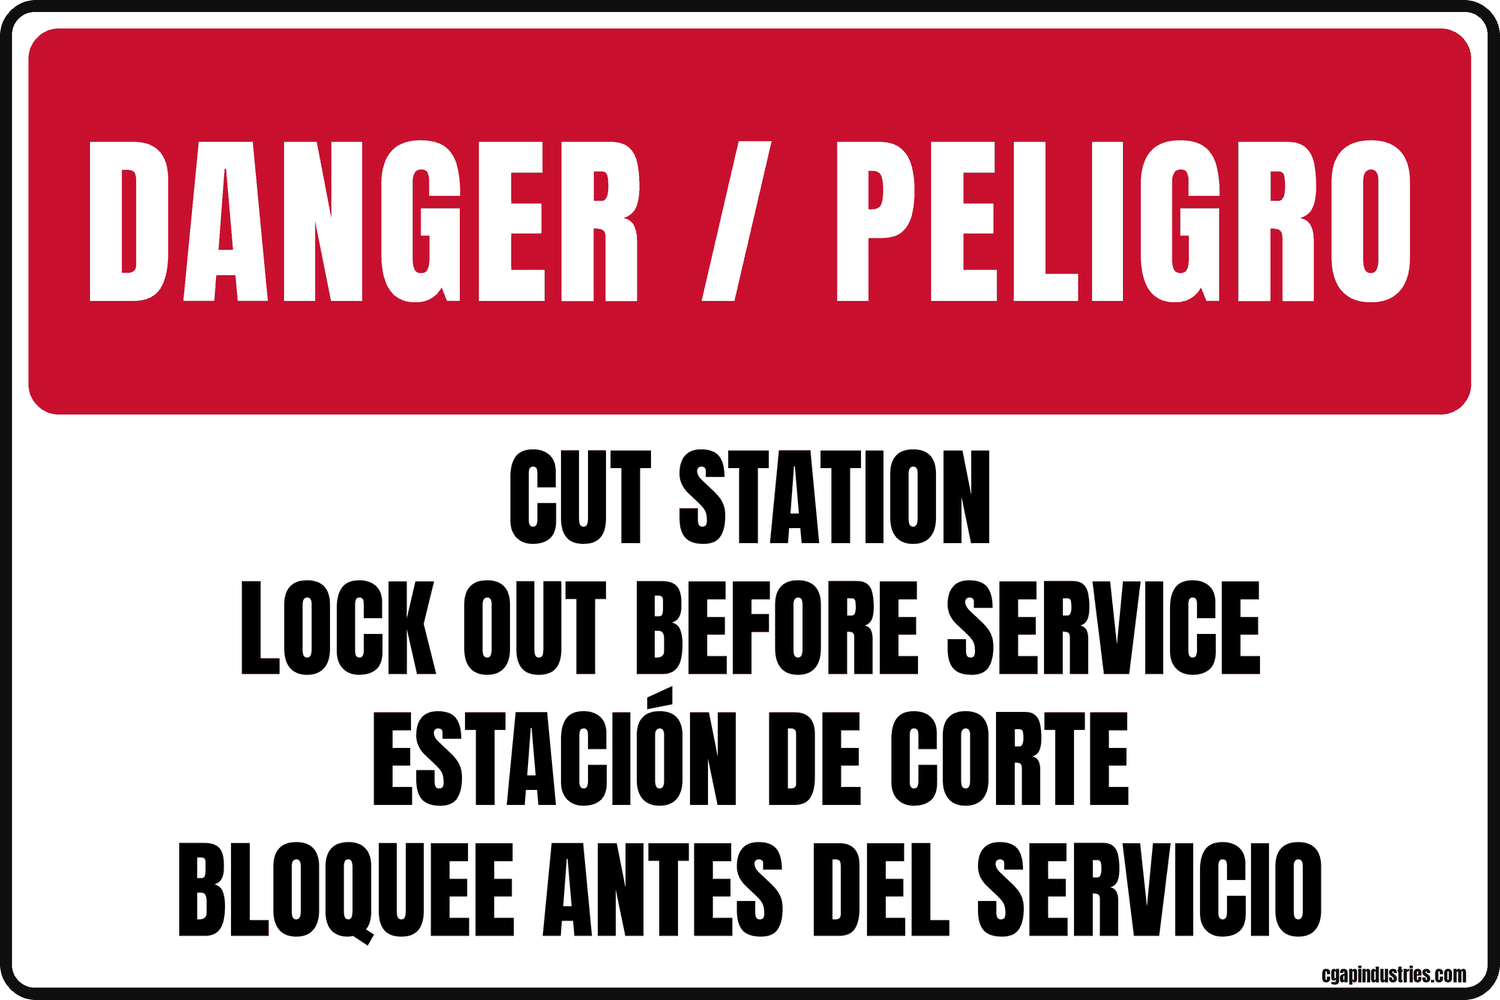 DANGER / PELIGRO
CUT STATION
LOCK OUT BEFORE SERVICE
ESTACIÓN DE CORTE
BLOQUEE ANTES DEL SERVICIO
cgapindustries.com